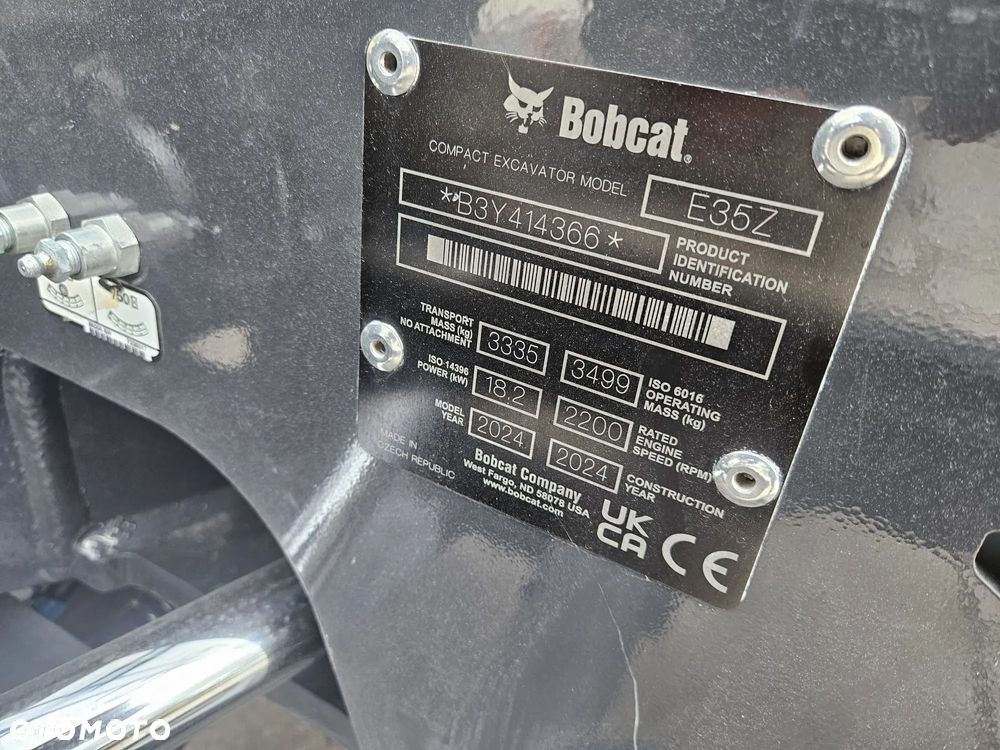 Bobcat®
COMPACT EXCAVATOR MODEL
E35Z
*B3Y414366*
PRODUCT
IDENTIFICATION
NUMBER
TRANSPORT
MASS (kg)
NO ATTACHMENT
3335
3499
ISO 6016
OPERATING
MASS (kg)
ISO 14396
POWER (kW)
18.2
2200
RATED
ENGINE
SPEED (RPM)
MODEL
YEAR
2024
2024
CONSTRUCTION
YEAR
MADE IN
CZECH REPUBLIC
Bobcat Company
West Fargo, ND 58078 USA
www.bobcat.com
UK
CA
CE
OTOMOTO